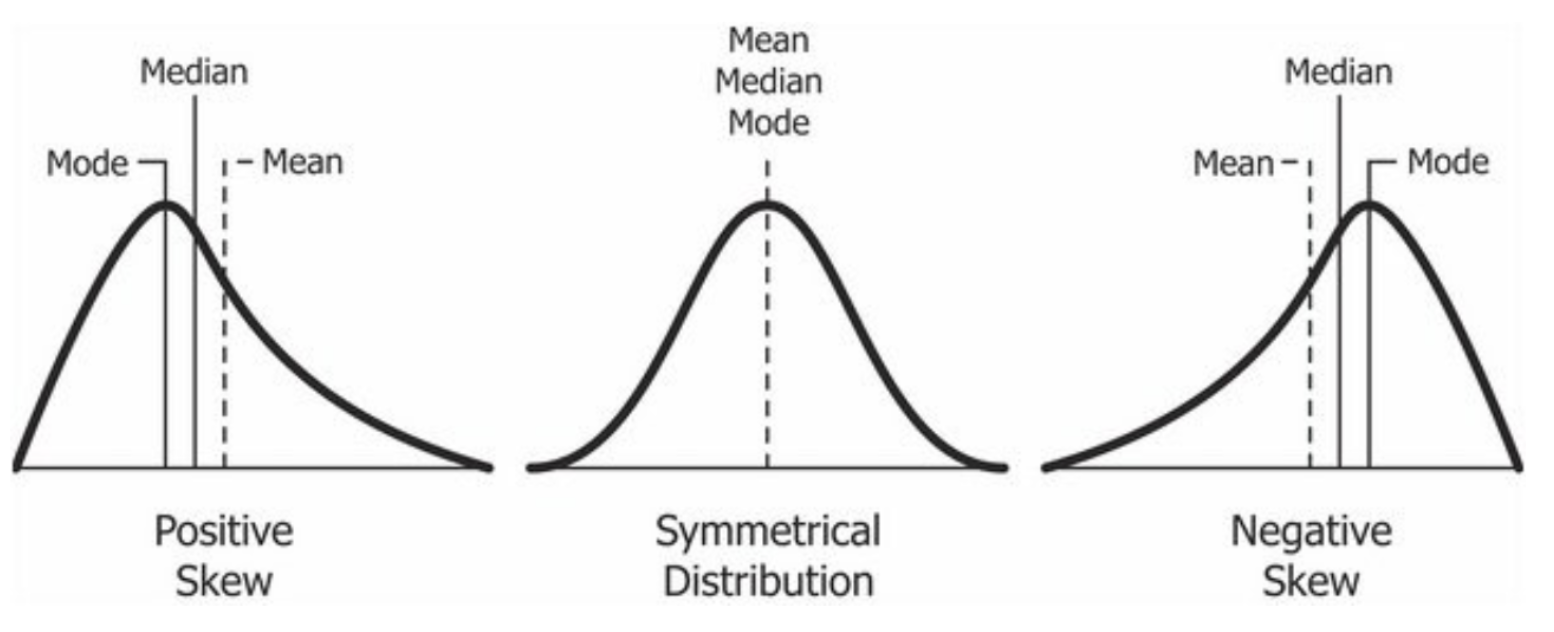 Median
Mode
Mean
Positive
Skew
Mean
Median
Mode
Symmetrical
Distribution
Median
Mean
Mode
Negative
Skew